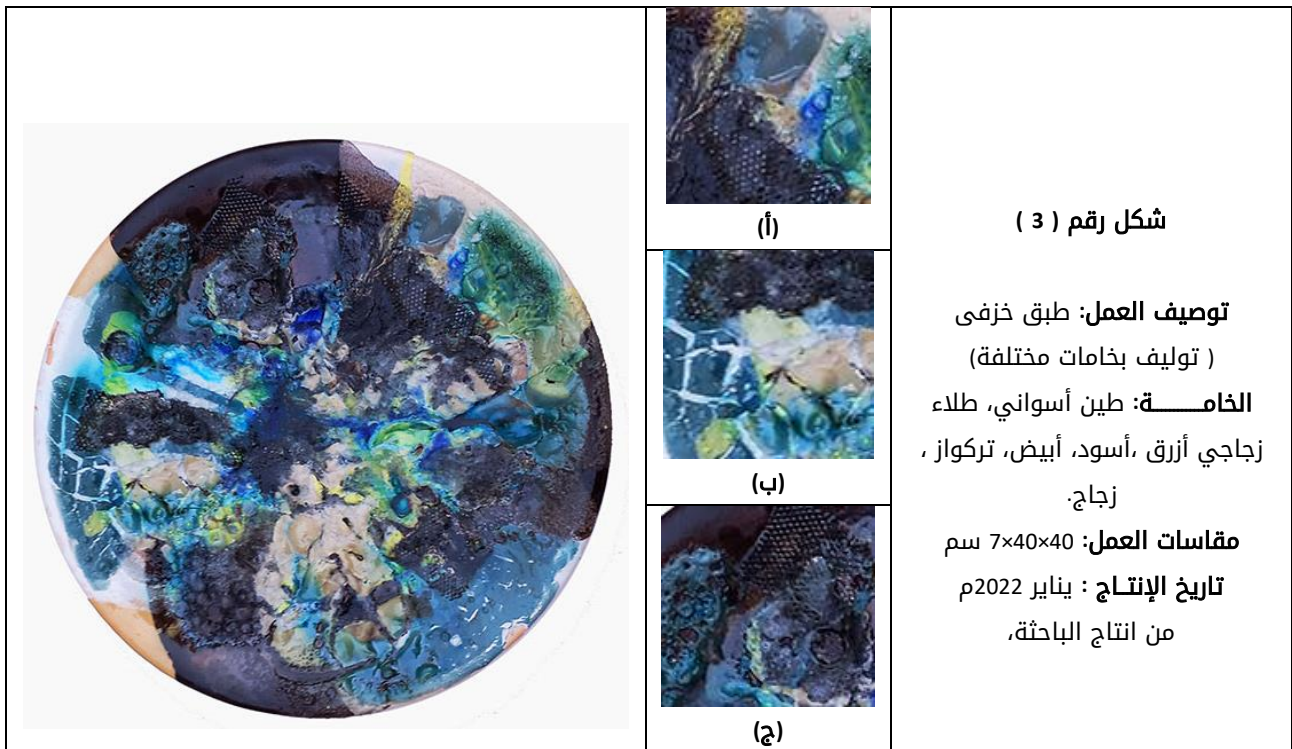 شكل رقم ( 3 )
توصيف العمل: طبق خزفى
( توليف بخامات مختلفة)
الخامـــــــــة: طين أسواني، طلاء
زجاجي أزرق ،أسود، أبيض، تركواز ،
زجاج.
مقاسات العمل: 40×40×7 سم
تاريخ الإنتــاج : يناير 2022م
من انتاج الباحثة،
(أ)
(ب)
(ج)